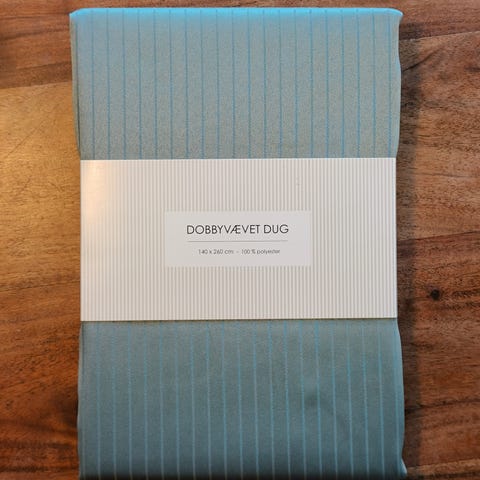 DOBBYVÆVET DUG
140 x 260 cm - 100 % polyester